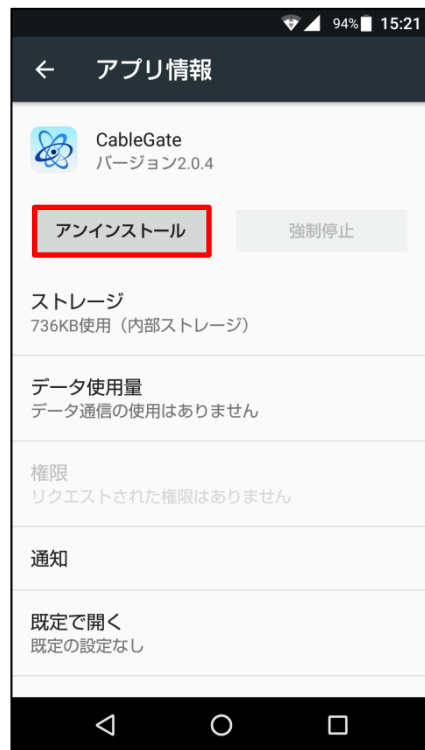 94% 15:21
アプリ情報
CableGate
バージョン2.0.4
アンインストール 強制停止
ストレージ
736KB使用（内部ストレージ）
データ使用量
データ通信の使用はありません
権限
リクエストされた権限はありません
通知
既定で開く
既定の設定なし